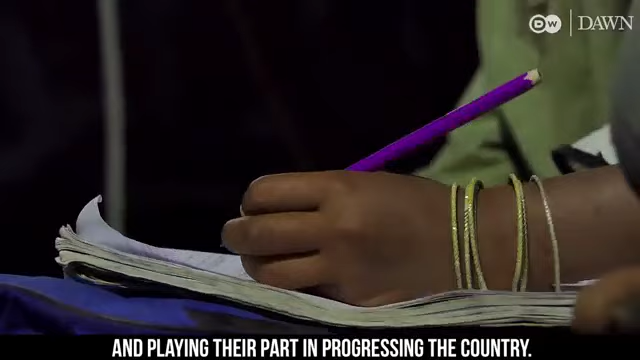 DW | DAWN
AND PLAYING THEIR PART IN PROGRESSING THE COUNTRY.